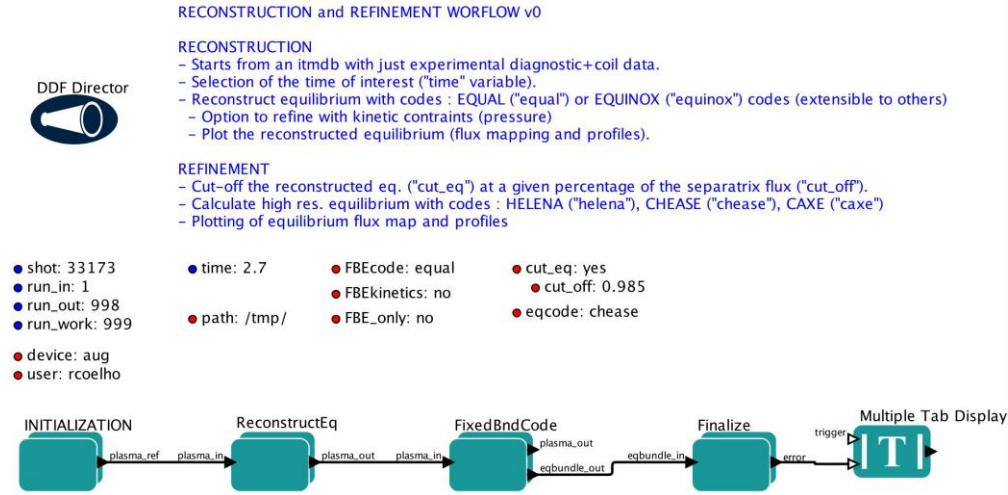 RECONSTRUCTION and REFINEMENT WORFLOW v0
RECONSTRUCTION
- Starts from an itmdb with just experimental diagnostic+coil data.
- Selection of the time of interest ("time" variable).
- Reconstruct equilibrium with codes : EQUAL ("equal") or EQUINOX ("equinox") codes (extensible to others)
- Option to refine with kinetic contraints (pressure)
- Plot the reconstructed equilibrium (flux mapping and profiles).
DDF Director
REFINEMENT
- Cut-off the reconstructed eq. ("cut_eq") at a given percentage of the separatrix flux ("cut_off").
- Calculate high res. equilibrium with codes : HELENA ("helena"), CHEASE ("chease"), CAXE ("caxe")
- Plotting of equilibrium flux map and profiles
shot: 33173
run_in: 1
run_out: 998
run_work: 999
device: aug
user: rcoelho
time: 2.7
path: /tmp/
FBEcode: equal
FBEkinetics: no
FBE_only: no
cut_eq: yes
cut_off: 0.985
eqcode: chease
INITIALIZATION
plasma_ref
ReconstructEq
plasma_in
plasma_out
FixedBndCode
plasma_in
plasma_out
eqbundle_out
Finalize
eqbundle_in
error
Multiple Tab Display
trigger
T